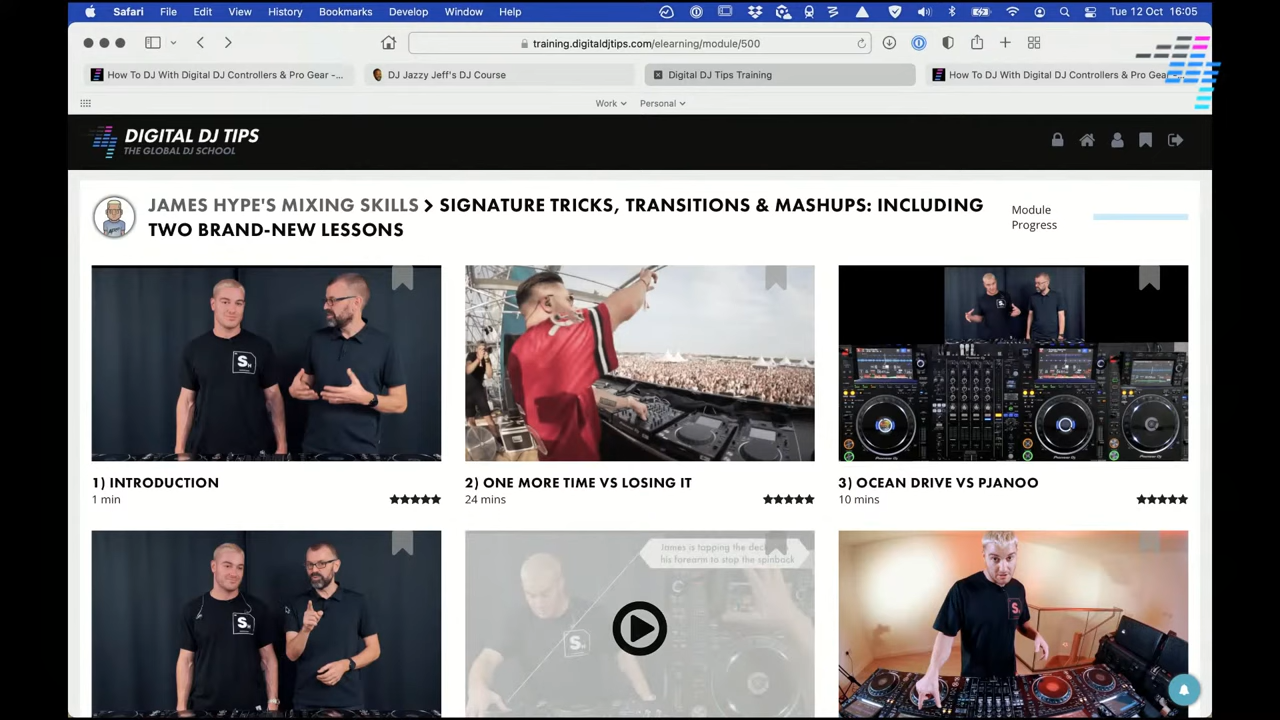 Safari File Edit View History Bookmarks Develop Window Help Tue 12 Oct 16:05
training.digitaldjtips.com/elearning/module/500
How To DJ With Digital DJ Controllers & Pro Gear -... DJ Jazzy Jeff's DJ Course Digital DJ Tips Training How To DJ With Digital DJ Controllers & Pro Gear -...
Work Personal
DIGITAL DJ TIPS
THE GLOBAL DJ SCHOOL
JAMES HYPE'S MIXING SKILLS > SIGNATURE TRICKS, TRANSITIONS & MASHUPS: INCLUDING
TWO BRAND-NEW LESSONS
Module
Progress
1) INTRODUCTION
1 min
2) ONE MORE TIME VS LOSING IT
24 mins
3) OCEAN DRIVE VS PJANOO
10 mins
James is tapping the
his forearm to stop the spinback